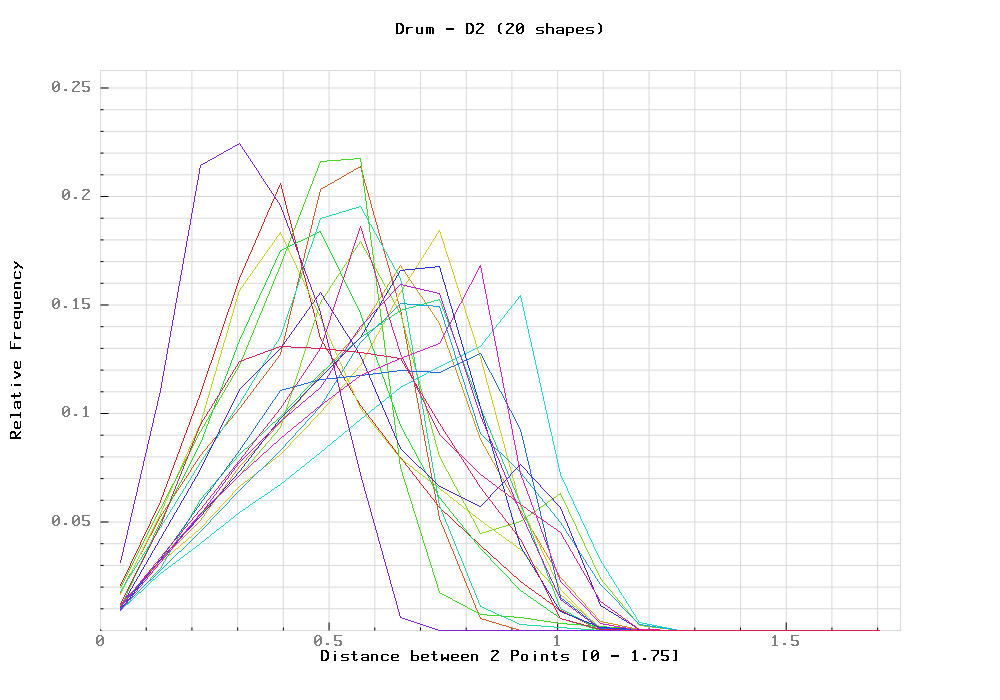 Drum - D2 (20 shapes)
0.25
0.2
0.15
0.1
0.05
Relative Frequency
0 0.5 1 1.5
Distance between 2 Points [0 - 1.75]